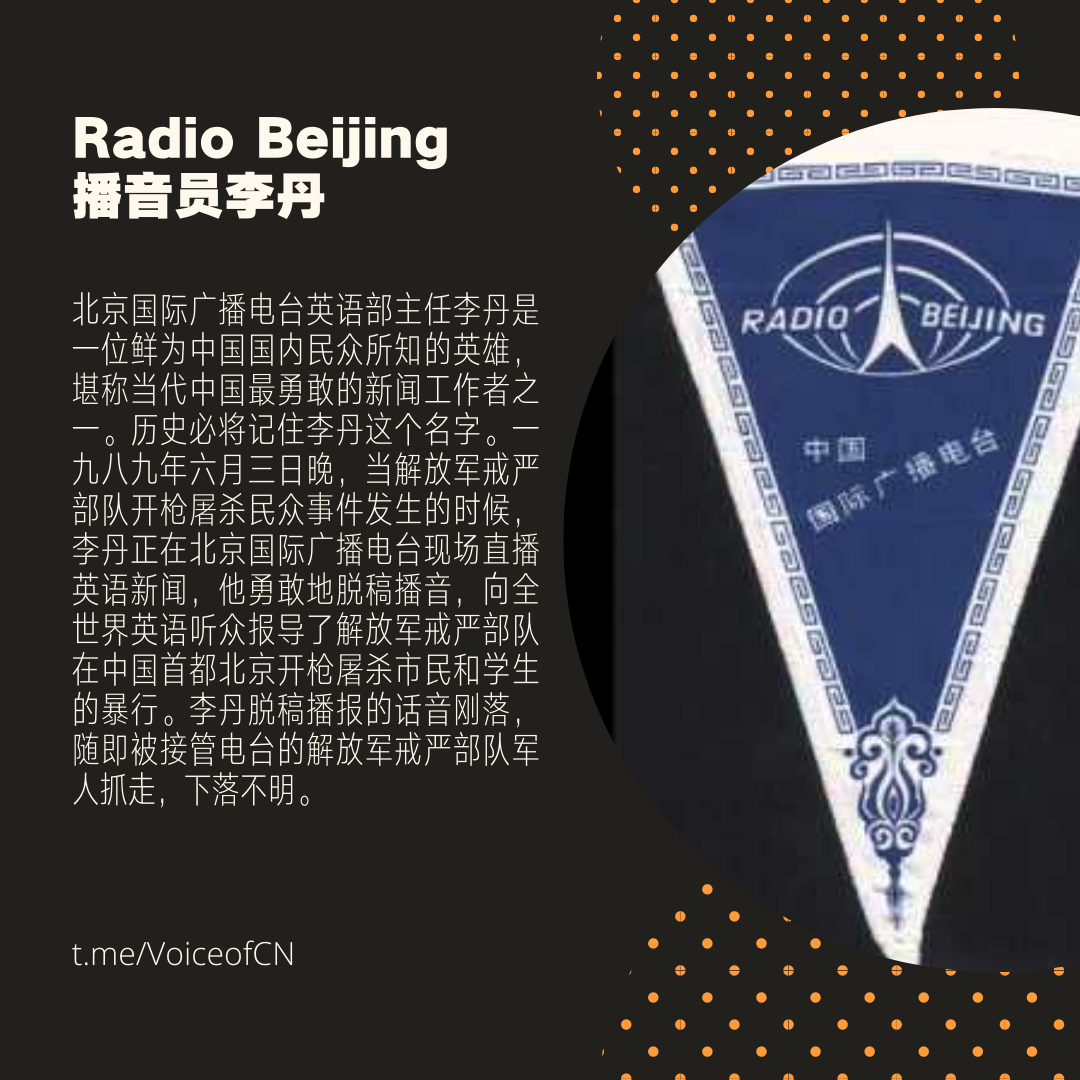 Radio Beijing
播音员李丹
北京国际广播电台英语部主任李丹是
一位鲜为中国国内民众所知的英雄，
堪称当代中国最勇敢的新闻工作者之
一。历史必将记住李丹这个名字。一
九八九年六月三日晚，当解放军戒严
部队开枪屠杀民众事件发生的时候，
李丹正在北京国际广播电台现场直播
英语新闻，他勇敢地脱稿播音，向全
世界英语听众报导了解放军戒严部队
在中国首都北京开枪屠杀市民和学生
的暴行。李丹脱稿播报的话音刚落，
随即被接管电台的解放军戒严部队军
人抓走，下落不明。
t.me/VoiceofCN
RADIO BEIJING
中国
国际广播电台